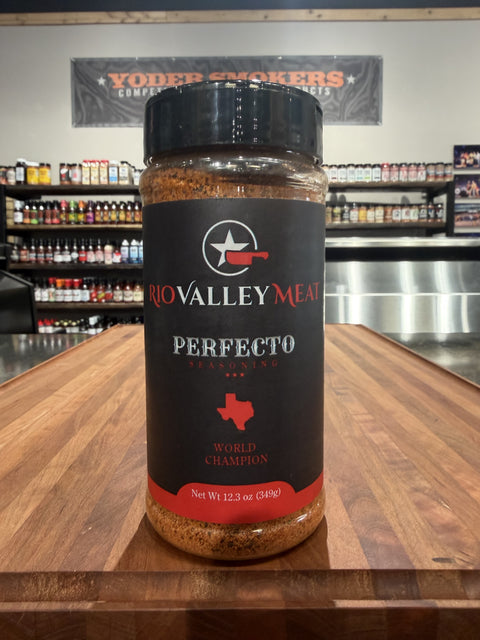 YODER SMOKERS
RIO VALLEY MEAT
PERFECTO
SEASONING
WORLD
CHAMPION
Net Wt 12.3 oz (349g)